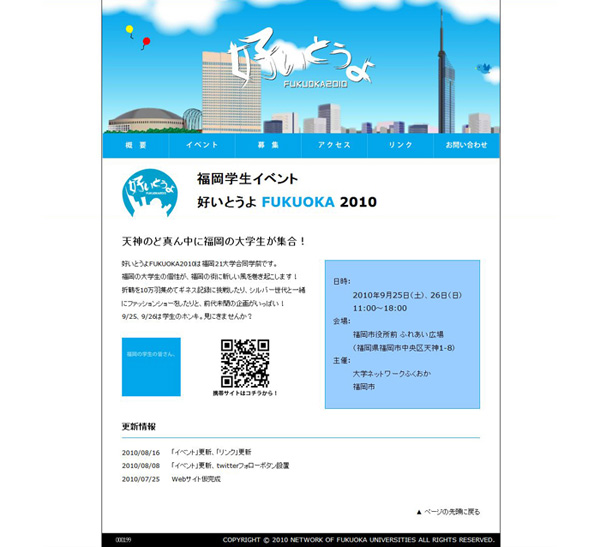 好いとうよ
FUKUOKA2010
概 要 イベント 募 集 アクセス リンク お問い合わせ
好いとうよ
福岡学生イベント
好いとうよ FUKUOKA 2010
天神のど真ん中に福岡の大学生が集合！
好いとうよFUKUOKA2010は福岡21大学合同学祭です。
福岡の大学生の個性が、福岡の街に新しい風を巻き起こします！
折鶴を10万羽集めてギネス記録に挑戦したり、シルバー世代と一緒
にファッションショーをしたりと、前代未聞の企画がいっぱい！
9/25、9/26は学生のホンキ。見にきませんか？
日時：
2010年9月25日（土）、26日（日）
11:00～18:00
会場：
福岡市役所前 ふれあい広場
（福岡県福岡市中央区天神1-8）
主催：
大学ネットワークふくおか
福岡市
福岡の学生の皆さん、
携帯サイトはコチラから！
更新情報
2010/08/16 「イベント」更新、「リンク」更新
2010/08/08 「イベント」更新、twitterフォローボタン設置
2010/07/25 Webサイト仮完成
▲ ページの先頭に戻る
000199 COPYRIGHT © 2010 NETWORK OF FUKUOKA UNIVERSITIES ALL RIGHTS RESERVED.